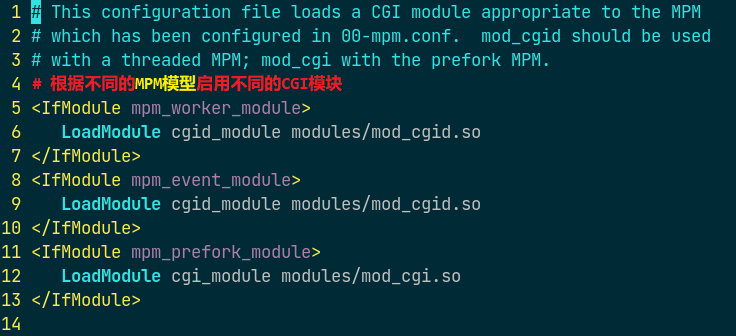 1 # This configuration file loads a CGI module appropriate to the MPM
2 # which has been configured in 00-mpm.conf.  mod_cgid should be used
3 # with a threaded MPM; mod_cgi with the prefork MPM.
4 # 根据不同的MPM模型启用不同的CGI模块
5 <IfModule mpm_worker_module>
6    LoadModule cgid_module modules/mod_cgid.so
7 </IfModule>
8 <IfModule mpm_event_module>
9    LoadModule cgid_module modules/mod_cgid.so
10 </IfModule>
11 <IfModule mpm_prefork_module>
12    LoadModule cgi_module modules/mod_cgi.so
13 </IfModule>
14